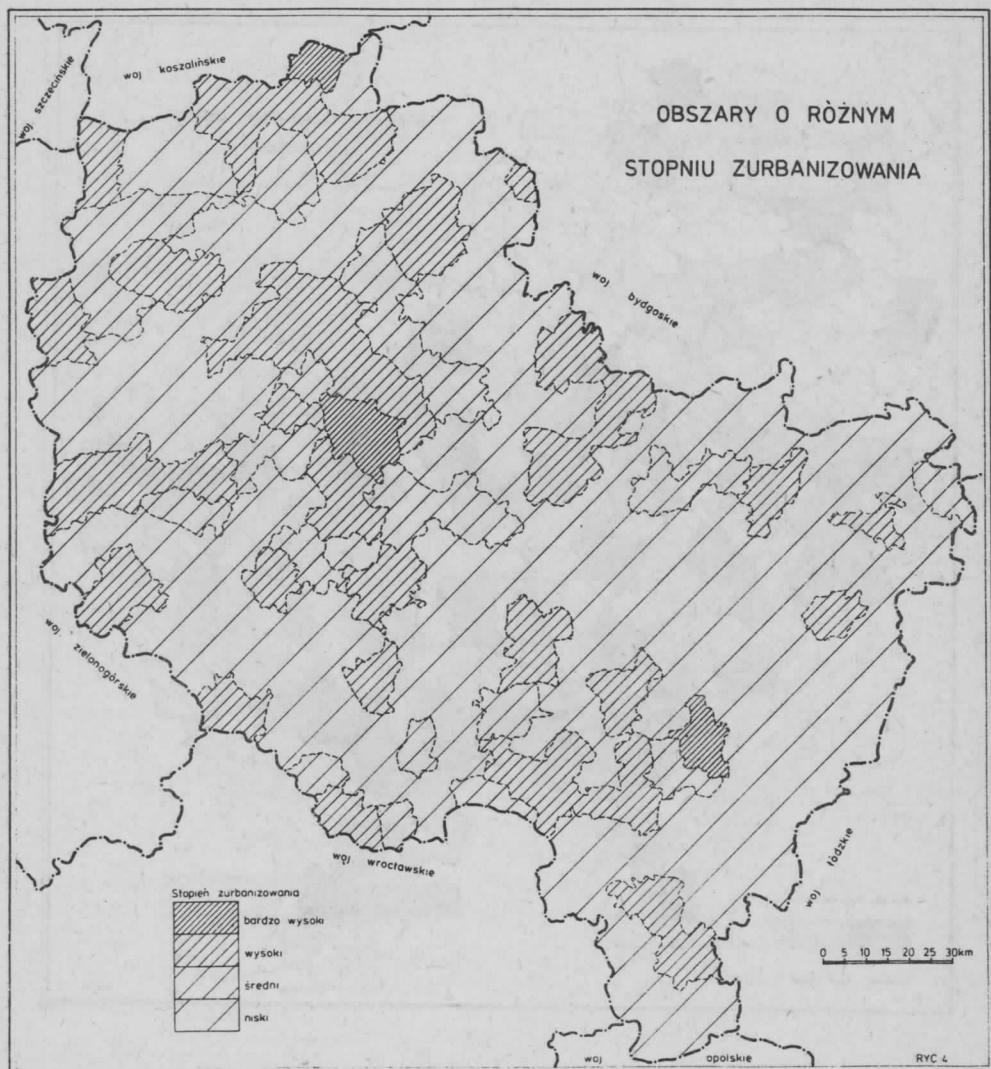 OBSZARY O RÓŻNYM
STOPNIU ZURBANIZOWANIA
woj szczecińskie
woj koszalińskie
woj. bydgoskie
woj. zielonogórskie
woj wrocławskie
woj łódzkie
woj opolskie
Stopień zurbanizowania
bardzo wysoki
wysoki
średni
niski
0 5 10 15 20 25 30km
RYC 4